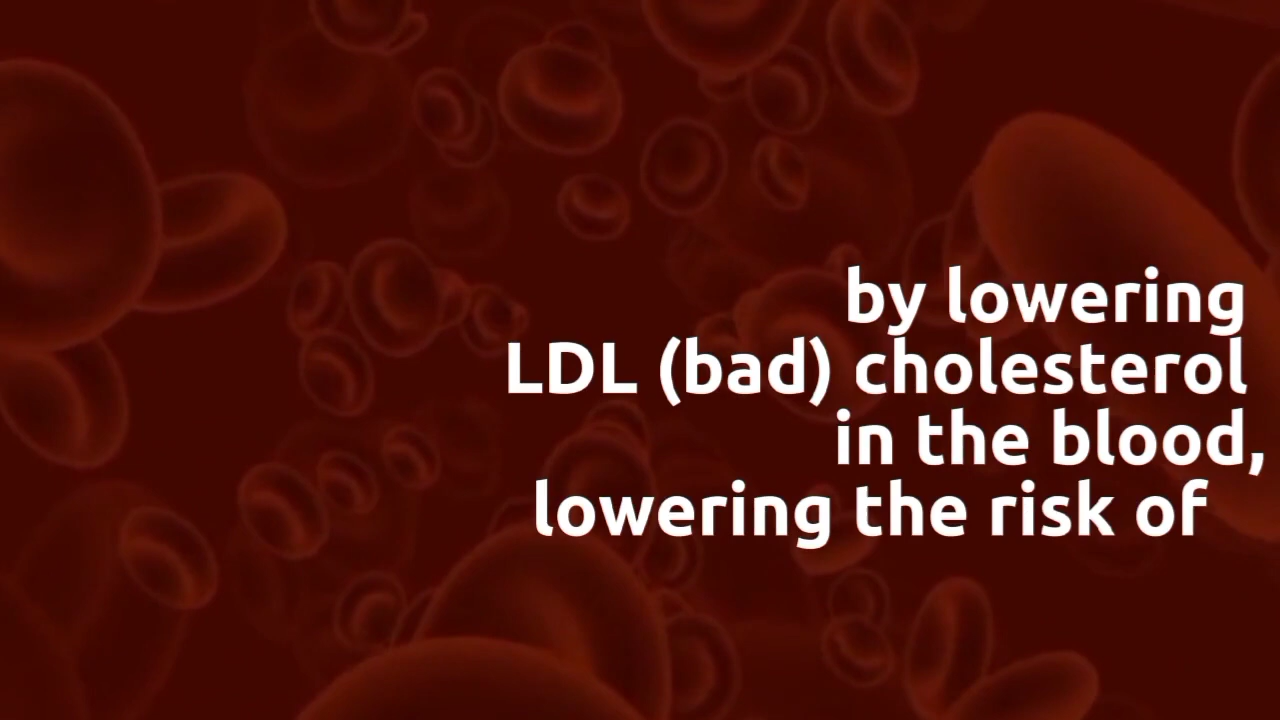 by lowering
LDL (bad) cholesterol
in the blood,
lowering the risk of